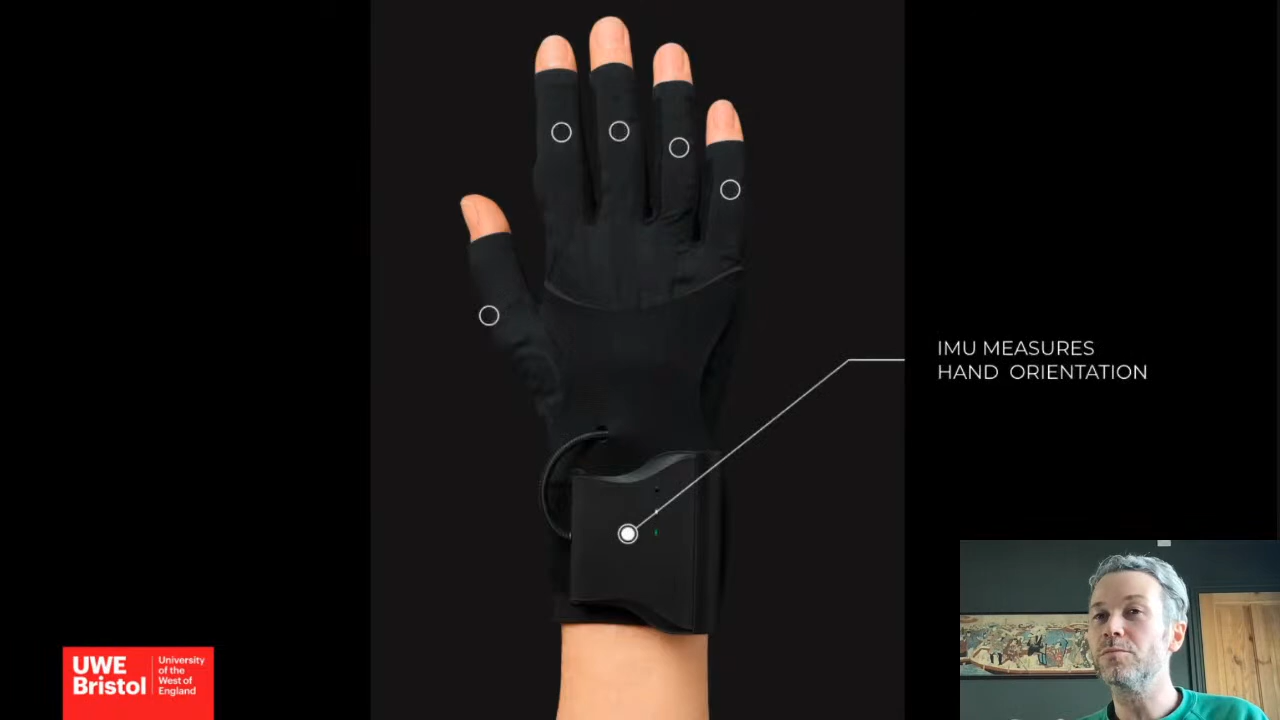 IMU MEASURES
HAND ORIENTATION
UWE
Bristol
University
of the
West of
England